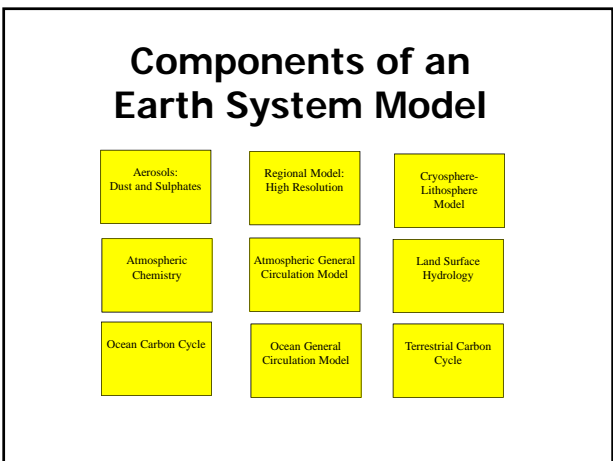 Components of an
Earth System Model
Aerosols:
Dust and Sulphates
Regional Model:
High Resolution
Cryosphere-
Lithosphere
Model
Atmospheric
Chemistry
Atmospheric General
Circulation Model
Land Surface
Hydrology
Ocean Carbon Cycle
Ocean General
Circulation Model
Terrestrial Carbon
Cycle